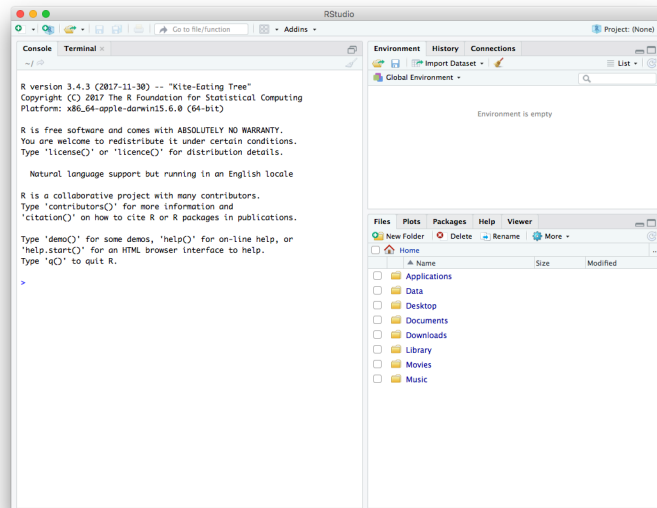 RStudio
Go to file/function
Addins
Project: (None)
Console Terminal
~/
R version 3.4.3 (2017-11-30) -- "Kite-Eating Tree"
Copyright (C) 2017 The R Foundation for Statistical Computing
Platform: x86_64-apple-darwin15.6.0 (64-bit)
R is free software and comes with ABSOLUTELY NO WARRANTY.
You are welcome to redistribute it under certain conditions.
Type 'license()' or 'licence()' for distribution details.
Natural language support but running in an English locale
R is a collaborative project with many contributors.
Type 'contributors()' for more information and
'citation()' on how to cite R or R packages in publications.
Type 'demo()' for some demos, 'help()' for on-line help, or
'help.start()' for an HTML browser interface to help.
Type 'q()' to quit R.
>
Environment History Connections
Import Dataset List
Global Environment
Environment is empty
Files Plots Packages Help Viewer
New Folder Delete Rename More
Home ..
Name Size Modified
Applications
Data
Desktop
Documents
Downloads
Library
Movies
Music